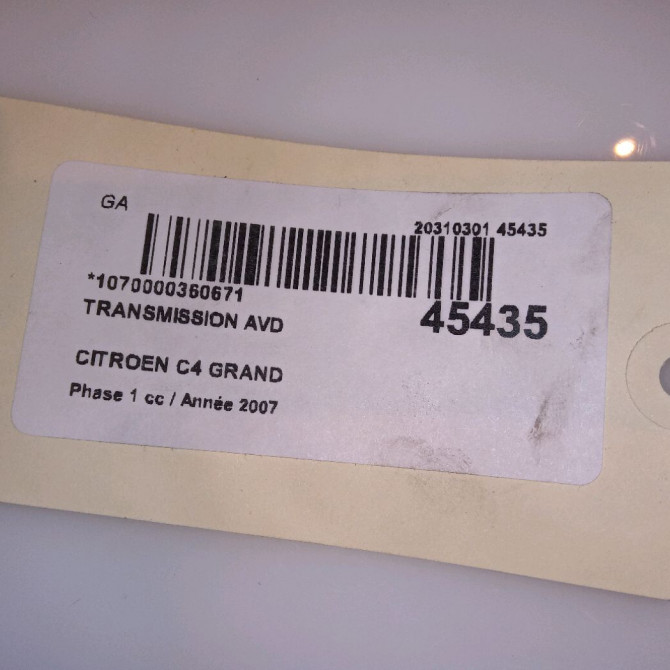 GA
20310301 45435
*1070000360671
TRANSMISSION AVD
45435
CITROEN C4 GRAND
Phase 1 cc / Année 2007